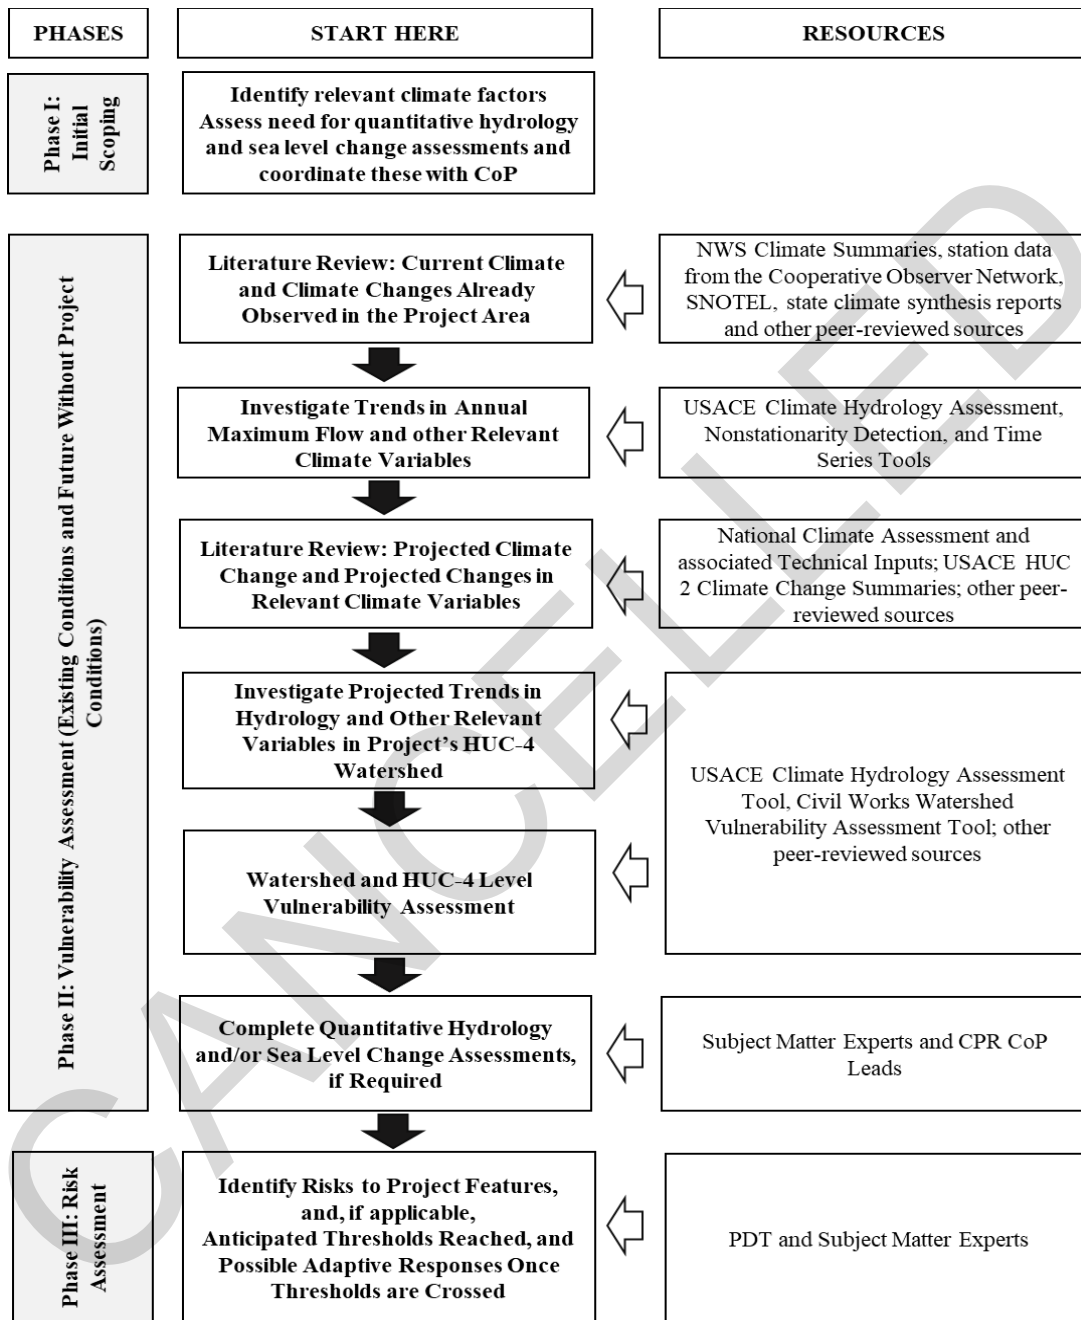 PHASES
START HERE
RESOURCES
Phase I:
Initial
Scoping
Identify relevant climate factors
Assess need for quantitative hydrology
and sea level change assessments and
coordinate these with CoP
Phase II: Vulnerability Assessment (Existing Conditions and Future Without Project
Conditions)
Literature Review: Current Climate
and Climate Changes Already
Observed in the Project Area
NWS Climate Summaries, station data
from the Cooperative Observer Network,
SNOTEL, state climate synthesis reports
and other peer-reviewed sources
Investigate Trends in Annual
Maximum Flow and other Relevant
Climate Variables
USACE Climate Hydrology Assessment,
Nonstationarity Detection, and Time
Series Tools
Literature Review: Projected Climate
Change and Projected Changes in
Relevant Climate Variables
National Climate Assessment and
associated Technical Inputs; USACE HUC
2 Climate Change Summaries; other peer-
reviewed sources
Investigate Projected Trends in
Hydrology and Other Relevant
Variables in Project's HUC-4
Watershed
Watershed and HUC-4 Level
Vulnerability Assessment
USACE Climate Hydrology Assessment
Tool, Civil Works Watershed
Vulnerability Assessment Tool; other
peer-reviewed sources
Complete Quantitative Hydrology
and/or Sea Level Change Assessments,
if Required
Subject Matter Experts and CPR CoP
Leads
Phase III: Risk
Assessment
Identify Risks to Project Features,
and, if applicable,
Anticipated Thresholds Reached, and
Possible Adaptive Responses Once
Thresholds are Crossed
PDT and Subject Matter Experts
CANCELLED